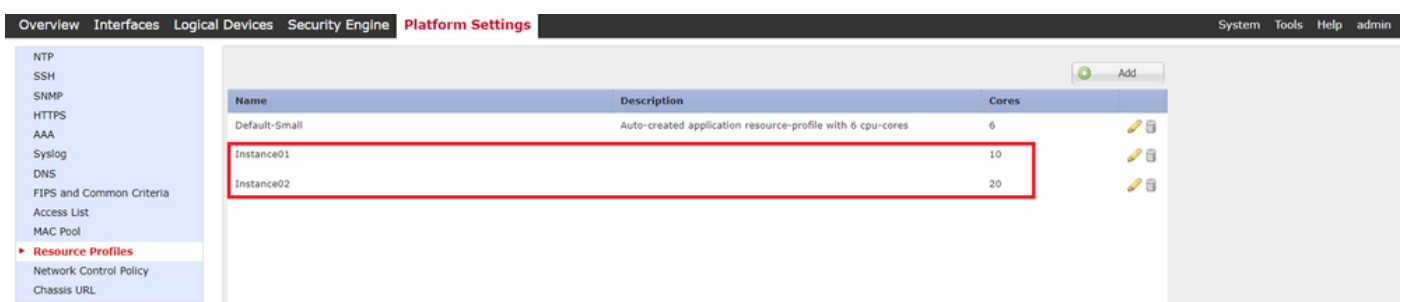 Overview Interfaces Logical Devices Security Engine Platform Settings System Tools Help admin
NTP
SSH
SNMP
HTTPS
AAA
Syslog
DNS
FIPS and Common Criteria
Access List
MAC Pool
Resource Profiles
Network Control Policy
Chassis URL
Add
Name Description Cores
Default-Small Auto-created application resource-profile with 6 cpu-cores 6
Instance01 10
Instance02 20